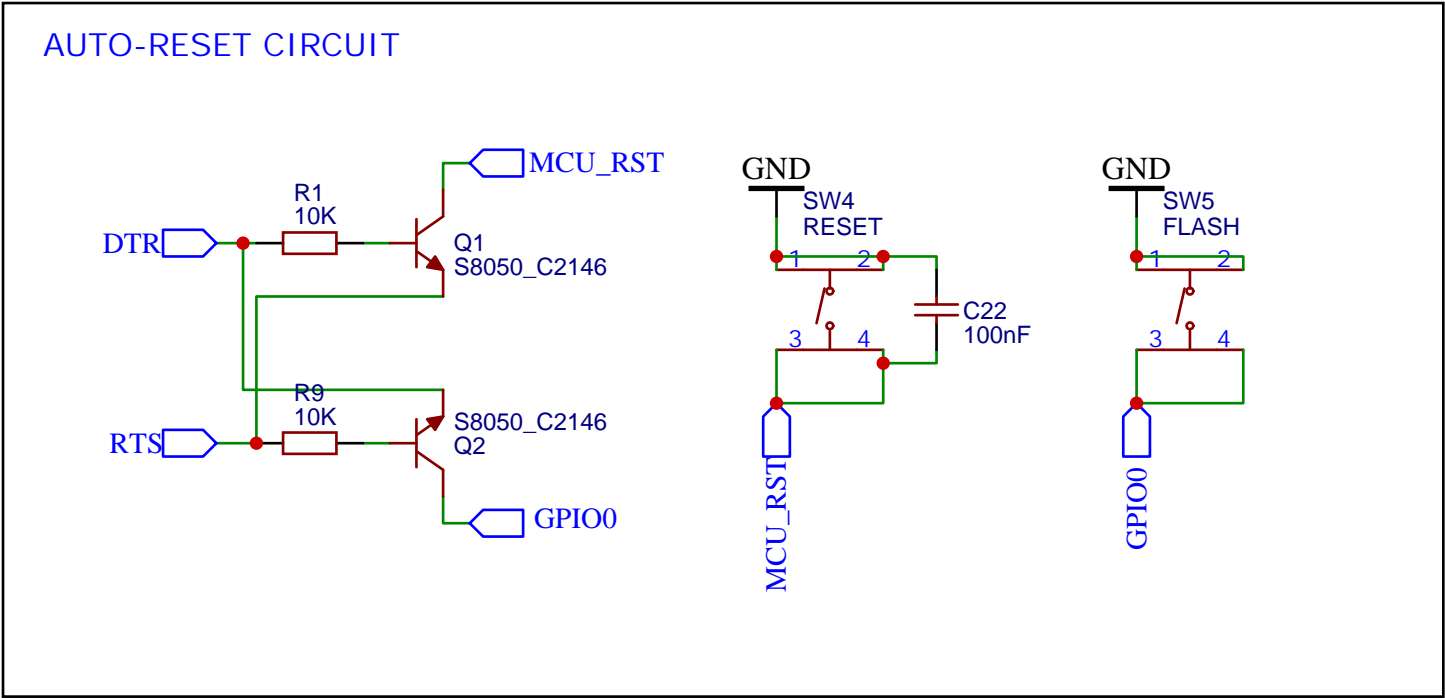 AUTO-RESET CIRCUIT
MCU_RST
R1
10K
DTR
Q1
S8050_C2146
R9
10K
RTS
S8050_C2146
Q2
GPIO0
GND
SW4
RESET
1 2
3 4
C22
100nF
MCU_RST
GND
SW5
FLASH
1 2
3 4
GPIO0